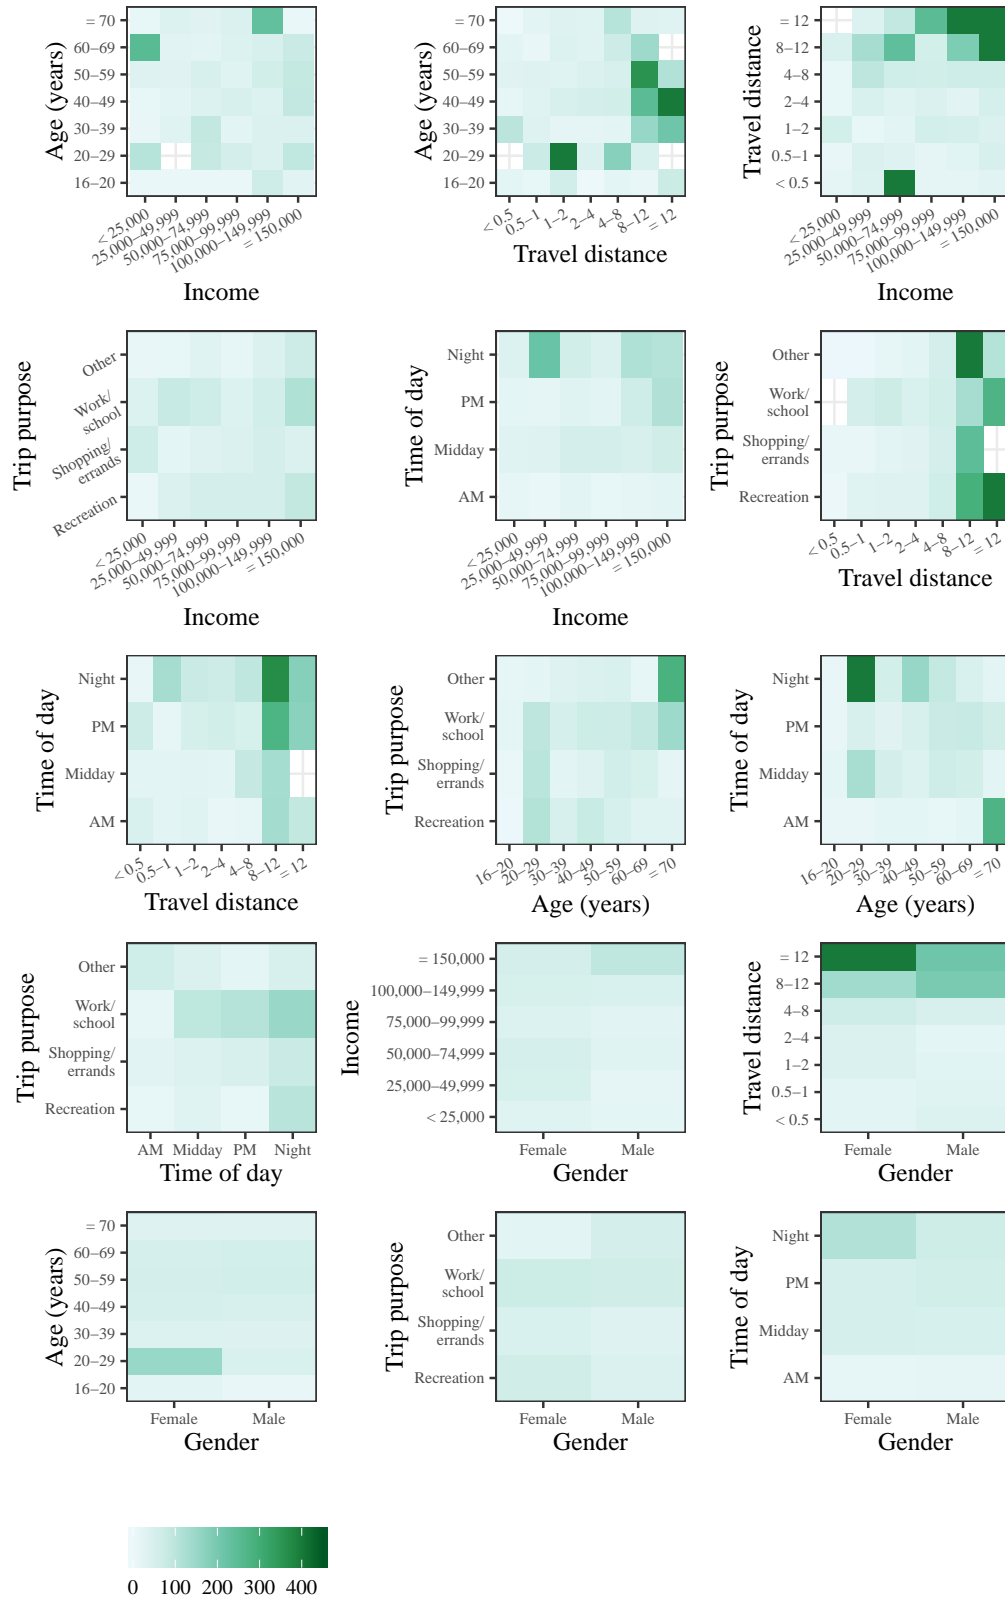 Age (years)
= 70
60–69
50–59
40–49
30–39
20–29
16–20
< 25,000
25,000–49,999
50,000–74,999
75,000–99,999
100,000–149,999
= 150,000
Income
Age (years)
= 70
60–69
50–59
40–49
30–39
20–29
16–20
< 0.5
0.5–1
1–2
2–4
4–8
8–12
= 12
Travel distance
Travel distance
= 12
8–12
4–8
2–4
1–2
0.5–1
< 0.5
< 25,000
25,000–49,999
50,000–74,999
75,000–99,999
100,000–149,999
= 150,000
Income
Trip purpose
Other
Work/
school
Shopping/
errands
Recreation
< 25,000
25,000–49,999
50,000–74,999
75,000–99,999
100,000–149,999
= 150,000
Income
Time of day
Night
PM
Midday
AM
< 25,000
25,000–49,999
50,000–74,999
75,000–99,999
100,000–149,999
= 150,000
Income
Trip purpose
Other
Work/
school
Shopping/
errands
Recreation
< 0.5
0.5–1
1–2
2–4
4–8
8–12
= 12
Travel distance
Time of day
Night
PM
Midday
AM
< 0.5
0.5–1
1–2
2–4
4–8
8–12
= 12
Travel distance
Trip purpose
Other
Work/
school
Shopping/
errands
Recreation
16–20
20–29
30–39
40–49
50–59
60–69
= 70
Age (years)
Time of day
Night
PM
Midday
AM
16–20
20–29
30–39
40–49
50–59
60–69
= 70
Age (years)
Trip purpose
Other
Work/
school
Shopping/
errands
Recreation
AM Midday PM Night
Time of day
Income
= 150,000
100,000–149,999
75,000–99,999
50,000–74,999
25,000–49,999
< 25,000
Female Male
Gender
Travel distance
= 12
8–12
4–8
2–4
1–2
0.5–1
< 0.5
Female Male
Gender
Age (years)
= 70
60–69
50–59
40–49
30–39
20–29
16–20
Female Male
Gender
Trip purpose
Other
Work/
school
Shopping/
errands
Recreation
Female Male
Gender
Time of day
Night
PM
Midday
AM
Female Male
Gender
0 100 200 300 400